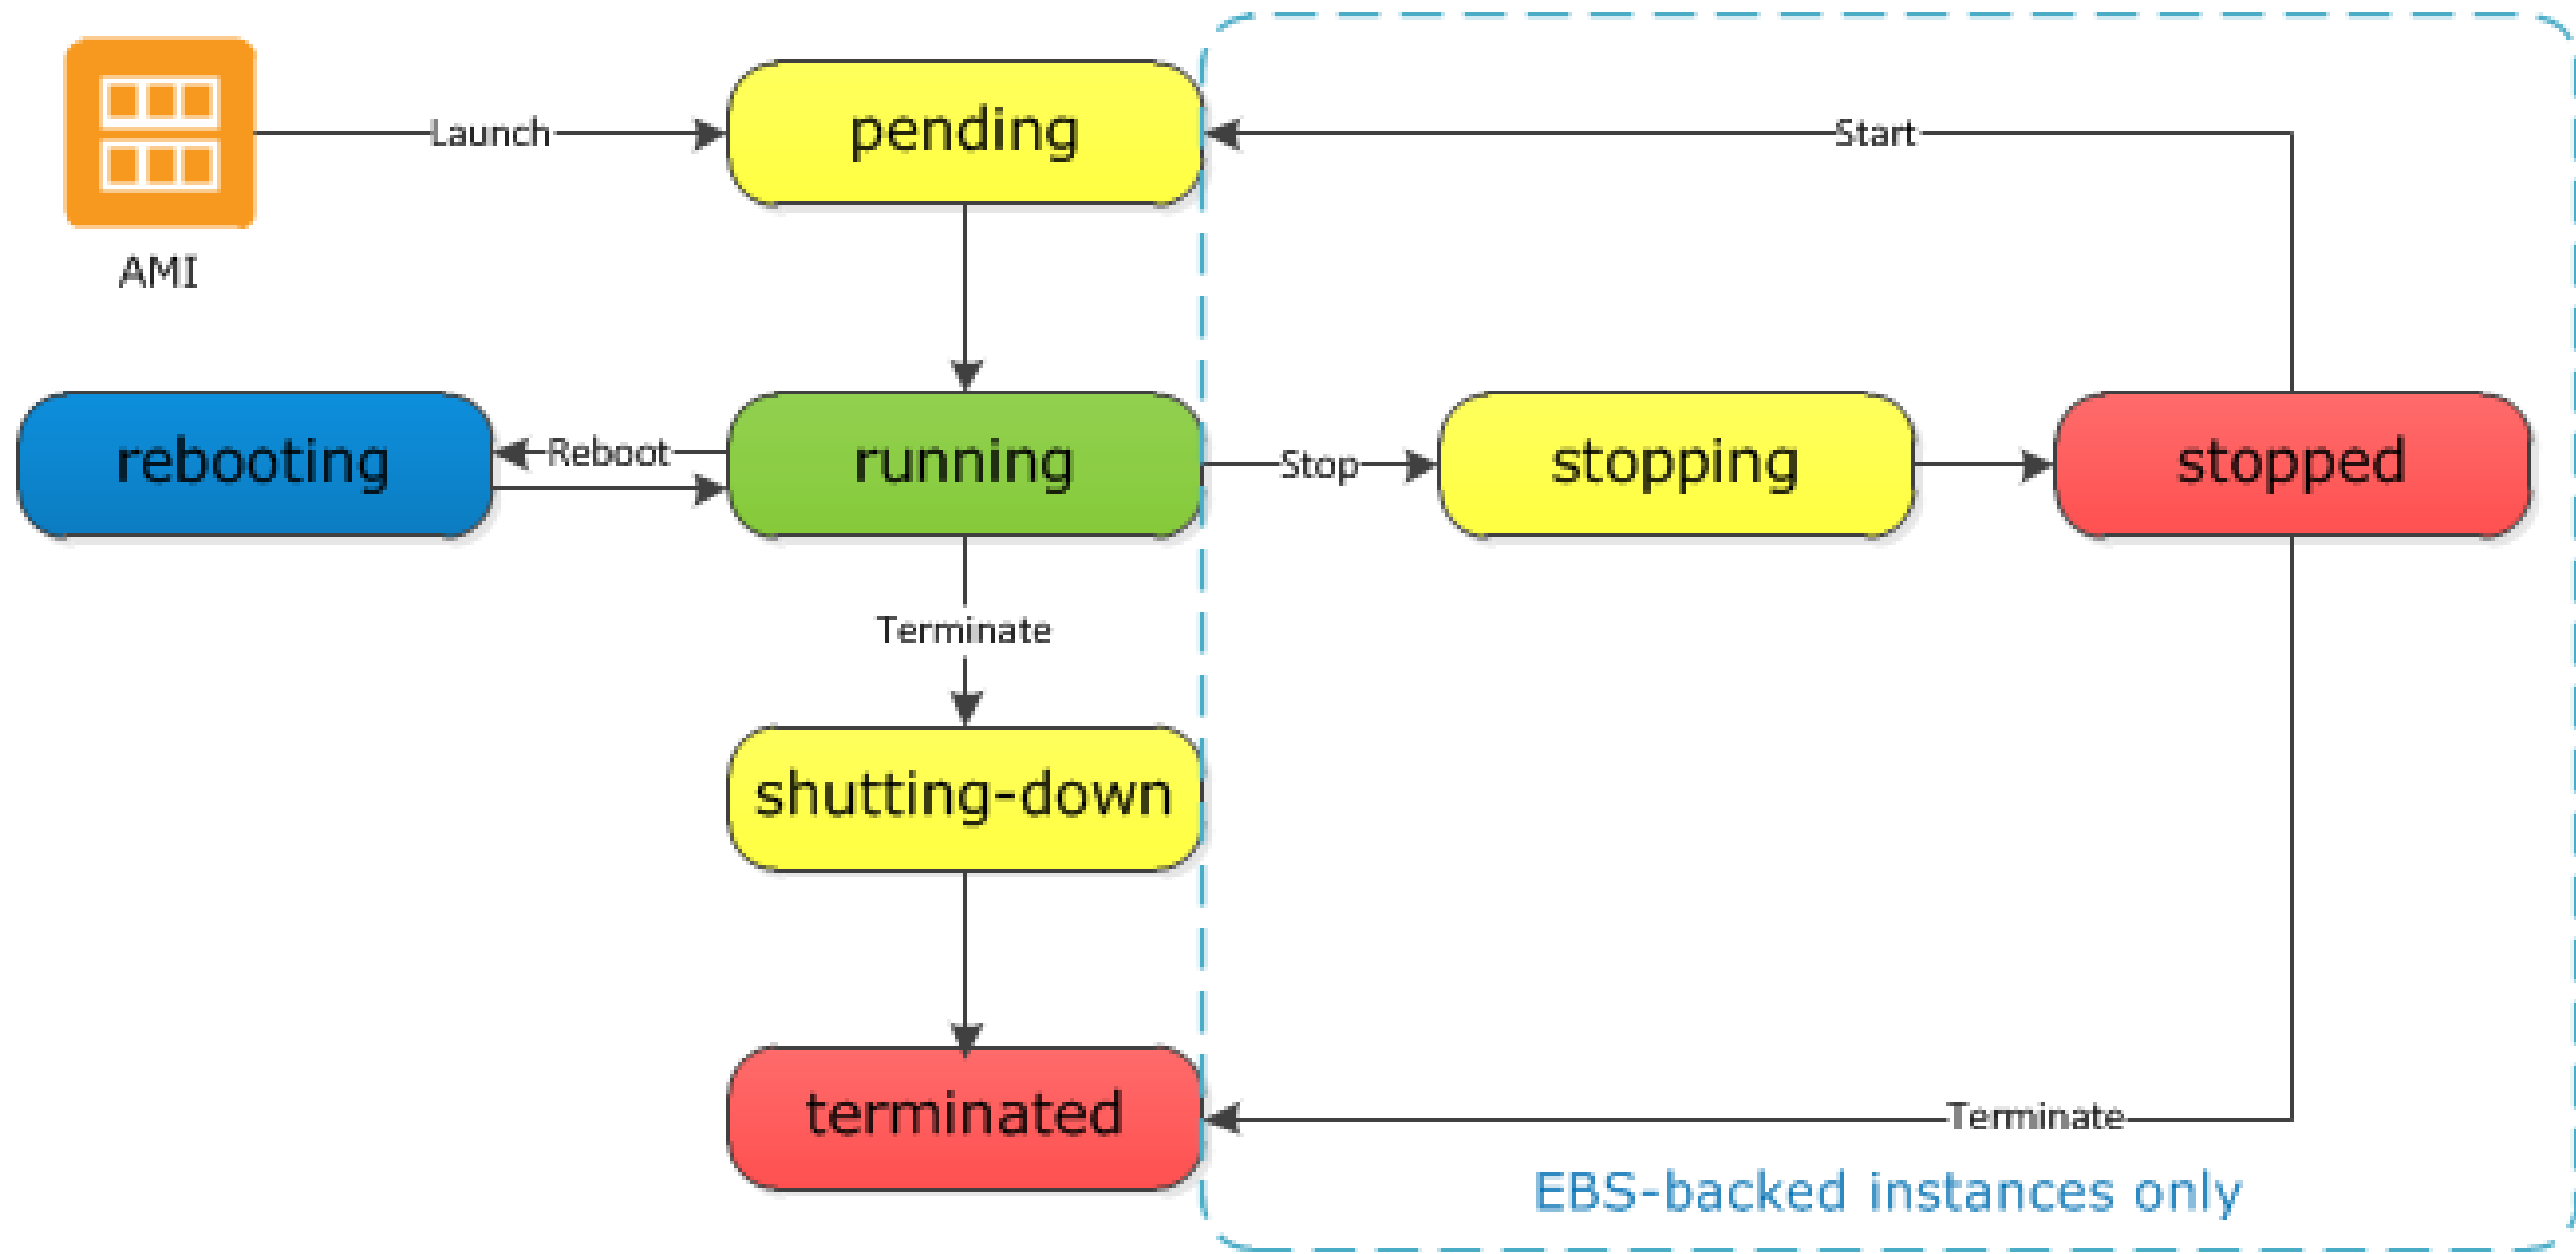 Launch
pending
Start
AMI
rebooting
Reboot
running
Stop
stopping
stopped
Terminate
shutting-down
terminated
Terminate
EBS-backed instances only